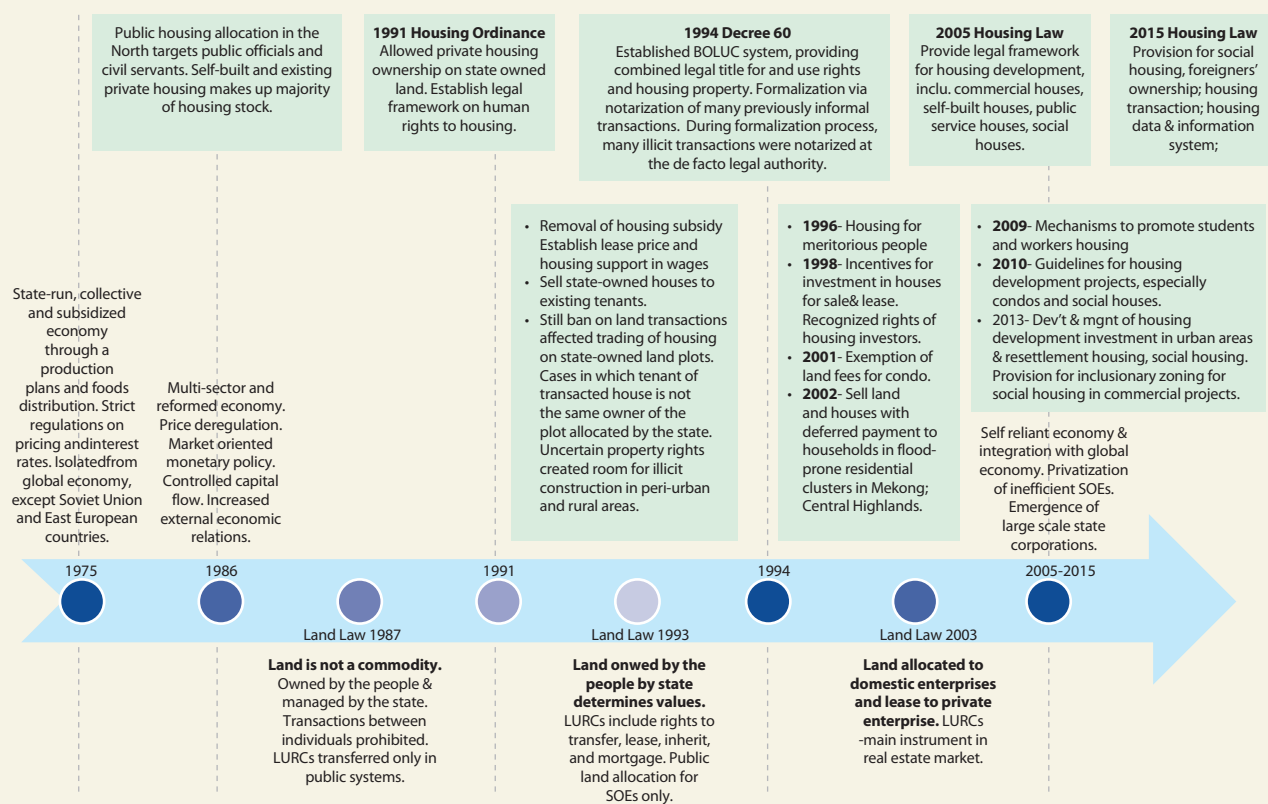 Public housing allocation in the
North targets public officials and
civil servants. Self-built and existing
private housing makes up majority
of housing stock.
1991 Housing Ordinance
Allowed private housing
ownership on state owned
land. Establish legal
framework on human
rights to housing.
1994 Decree 60
Established BOLUC system, providing
combined legal title for and use rights
and housing property. Formalization via
notarization of many previously informal
transactions. During formalization process,
many illicit transactions were notarized at
the de facto legal authority.
2005 Housing Law
Provide legal framework
for housing development,
inclu. commercial houses,
self-built houses, public
service houses, social
houses.
2015 Housing Law
Provision for social
housing, foreigners’
ownership; housing
transaction; housing
data & information
system;
• Removal of housing subsidy
Establish lease price and
housing support in wages
• Sell state-owned houses to
existing tenants.
• Still ban on land transactions
affected trading of housing
on state-owned land plots.
Cases in which tenant of
transacted house is not
the same owner of the
plot allocated by the state.
Uncertain property rights
created room for illicit
construction in peri-urban
and rural areas.
• 1996- Housing for
meritorious people
• 1998- Incentives for
investment in houses
for sale& lease.
Recognized rights of
housing investors.
• 2001- Exemption of
land fees for condo.
• 2002- Sell land
and houses with
deferred payment to
households in flood-
prone residential
clusters in Mekong;
Central Highlands.
• 2009- Mechanisms to promote students
and workers housing
• 2010- Guidelines for housing
development projects, especially
condos and social houses.
• 2013- Dev’t & mgnt of housing
development investment in urban areas
& resettlement housing, social housing.
Provision for inclusionary zoning for
social housing in commercial projects.
State-run, collective
and subsidized
economy
through a
production
plans and foods
distribution. Strict
regulations on
pricing andinterest
rates. Isolatedfrom
global economy,
except Soviet Union
and East European
countries.
Multi-sector and
reformed economy.
Price deregulation.
Market oriented
monetary policy.
Controlled capital
flow. Increased
external economic
relations.
Self reliant economy &
integration with global
economy. Privatization
of inefficient SOEs.
Emergence of
large scale state
corporations.
1975
1986
1991
1994
2005-2015
Land Law 1987
Land Law 1993
Land Law 2003
Land is not a commodity.
Owned by the people &
managed by the state.
Transactions between
individuals prohibited.
LURCs transferred only in
public systems.
Land onwed by the
people by state
determines values.
LURCs include rights to
transfer, lease, inherit,
and mortgage. Public
land allocation for
SOEs only.
Land allocated to
domestic enterprises
and lease to private
enterprise. LURCs
-main instrument in
real estate market.